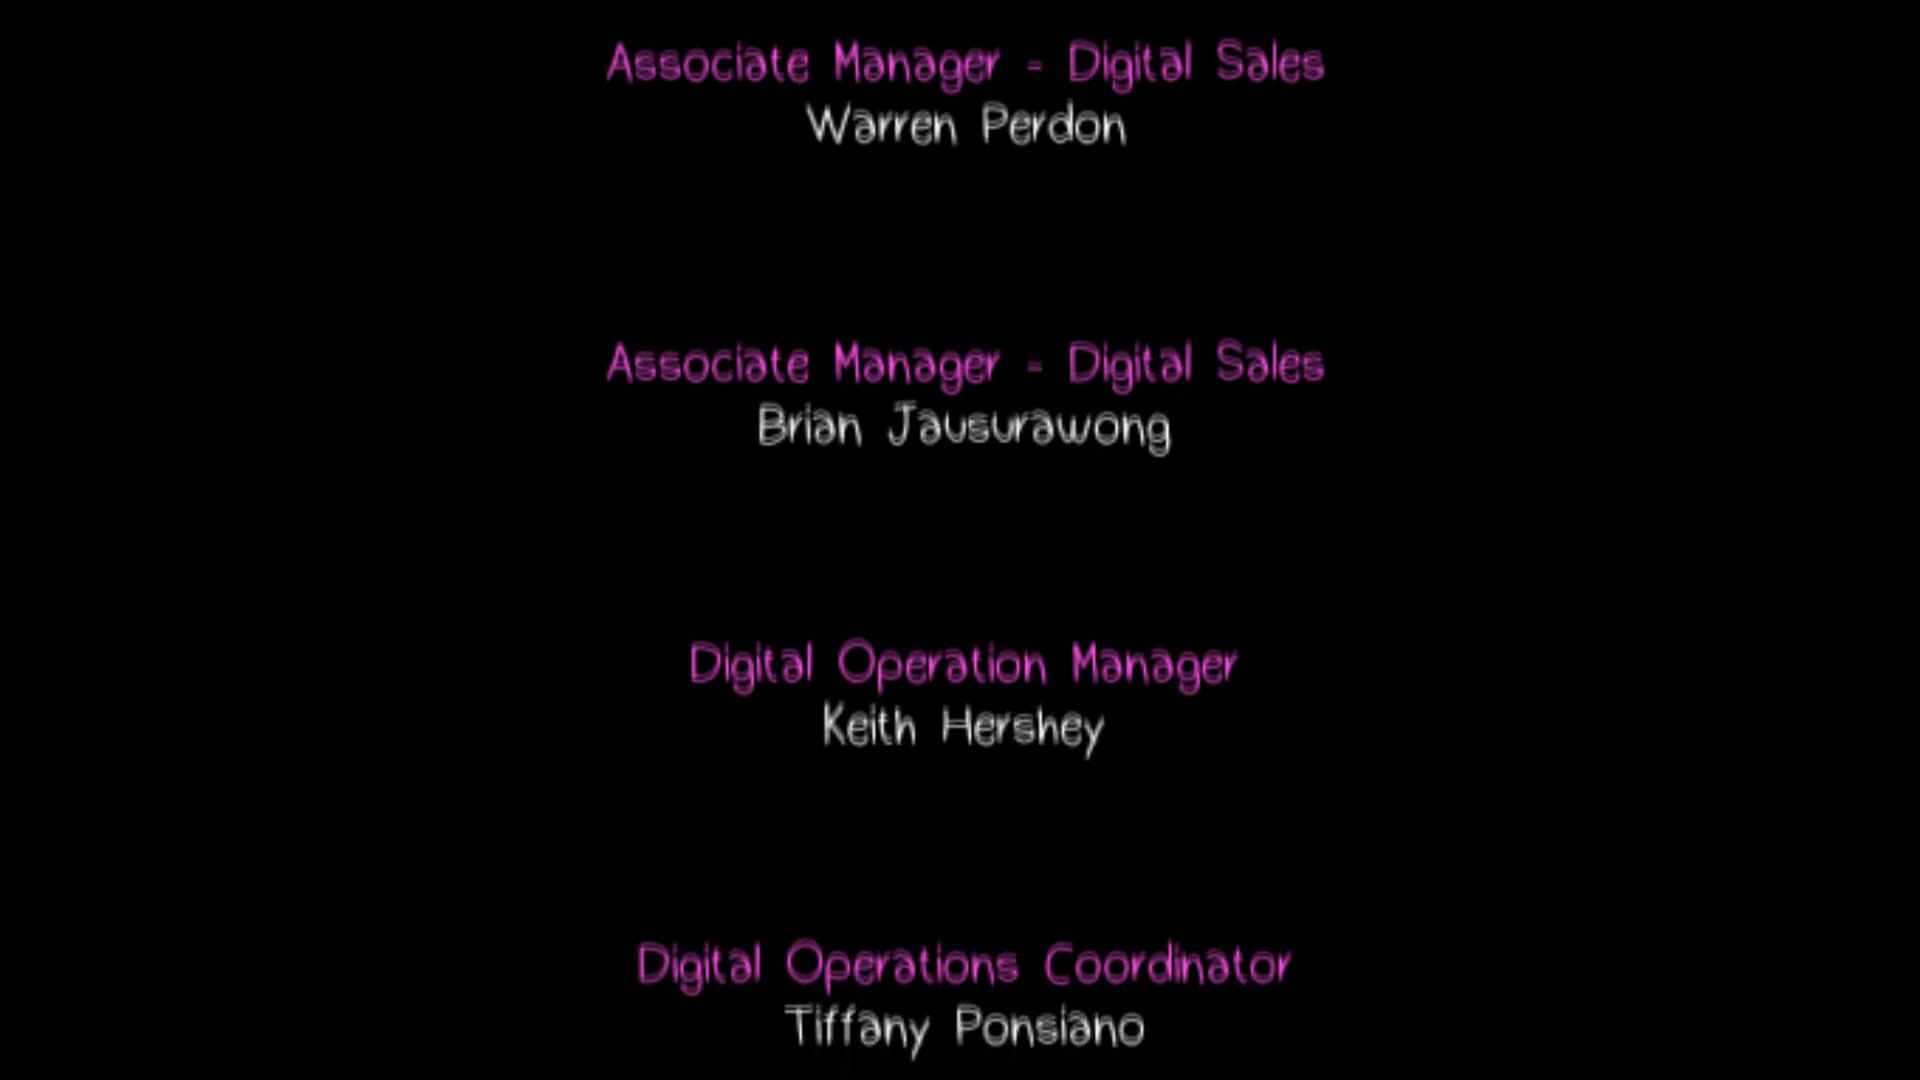 Associate Manager - Digital Sales
Warren Perdon
Associate Manager - Digital Sales
Brian Jausurawong
Digital Operation Manager
Keith Hershey
Digital Operations Coordinator
Tiffany Ponsiano